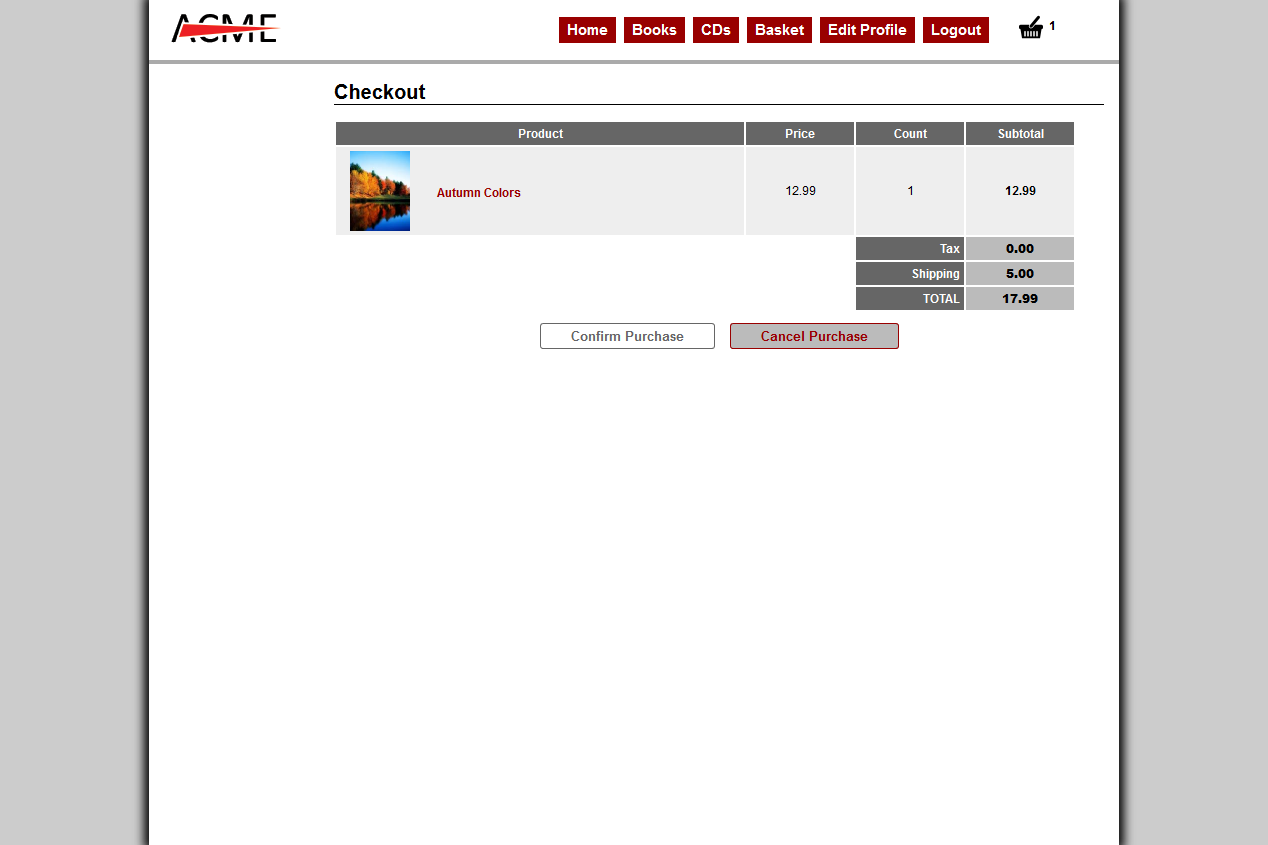 ACME
Home Books CDs Basket Edit Profile Logout 1
Checkout
Product Price Count Subtotal
Autumn Colors 12.99 1 12.99
Tax 0.00
Shipping 5.00
TOTAL 17.99
Confirm Purchase Cancel Purchase